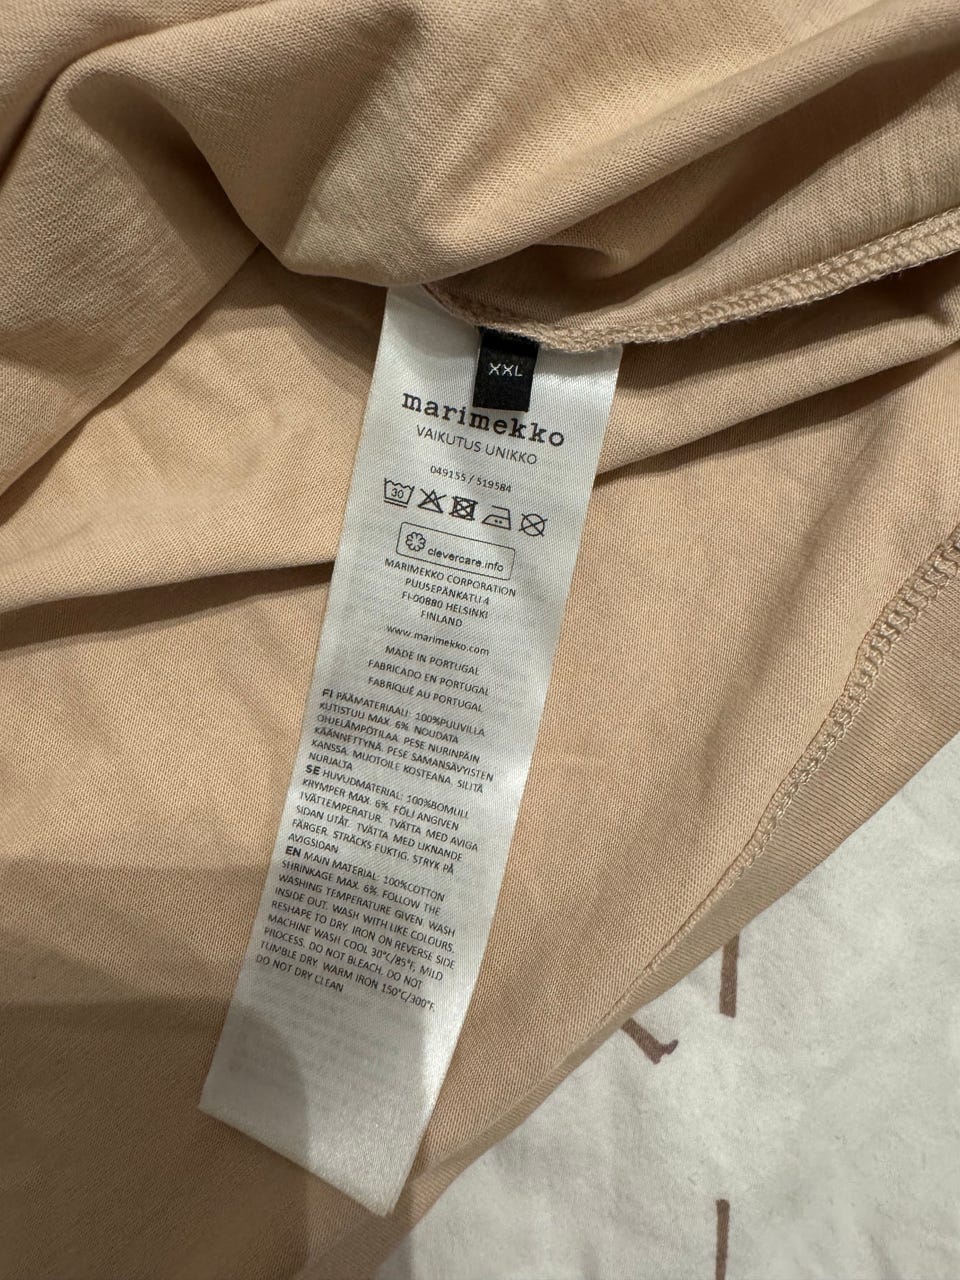 XXL
marimekko
VAIKUTUS UNIKKO
049155 / 519584
30
clevercare.info
MARIMEKKO CORPORATION
PUUSEPÄNKATU 4
FI-00880 HELSINKI
FINLAND
www.marimekko.com
MADE IN PORTUGAL
FABRICADO EN PORTUGAL
FABRIQUÉ AU PORTUGAL
FI PÄÄMATERIAALI: 100%PUUVILLA
KUTISTUU MAX. 6%. NOUDATA
OHJELÄMPÖTILAA. PESE NURINPÄIN
KÄÄNNETTYNÄ. PESE SAMANSÄVYISTEN
KANSSA. MUOTOILE KOSTEANA. SILITÄ
NURJALTA
SE HUVUDMATERIAL: 100%BOMULL
KRYMPER MAX. 6%. FÖLJ ANGIVEN
TVÄTTEMPERATUR. TVÄTTA MED AVIGA
SIDAN UTÅT. TVÄTTA MED LIKNANDE
FÄRGER. STRÄCKS FUKTIG. STRYK PÅ
AVIGSIDAN
EN MAIN MATERIAL: 100%COTTON
SHRINKAGE MAX. 6%. FOLLOW THE
WASHING TEMPERATURE GIVEN. WASH
INSIDE OUT. WASH WITH LIKE COLOURS.
RESHAPE TO DRY. IRON ON REVERSE SIDE
MACHINE WASH COOL 30°C/85°F, MILD
PROCESS. DO NOT BLEACH. DO NOT
TUMBLE DRY. WARM IRON 150°C/300°F.
DO NOT DRY CLEAN